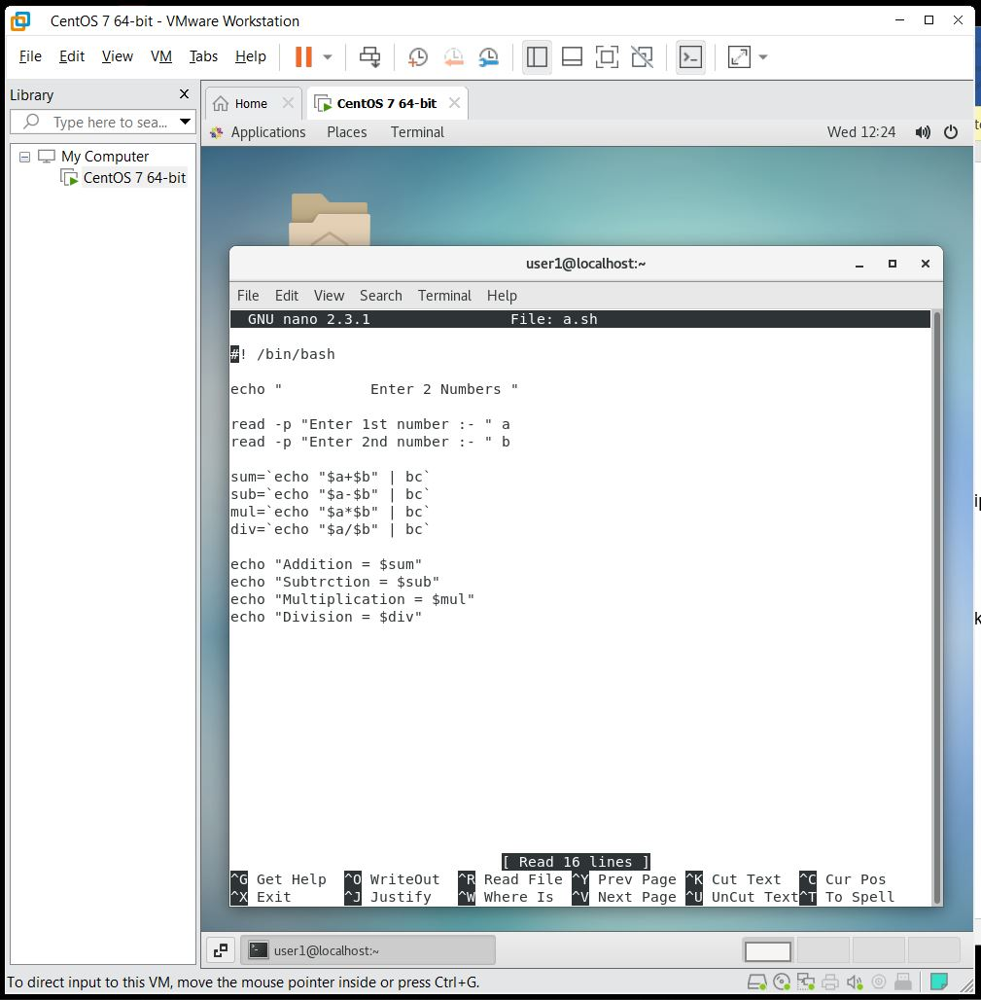 CentOS 7 64-bit - VMware Workstation
File Edit View VM Tabs Help
Library
Type here to sea...
My Computer
CentOS 7 64-bit
Home
CentOS 7 64-bit
Applications Places Terminal Wed 12:24
user1@localhost:~
File Edit View Search Terminal Help
GNU nano 2.3.1 File: a.sh
#! /bin/bash
echo "          Enter 2 Numbers "
read -p "Enter 1st number :- " a
read -p "Enter 2nd number :- " b
sum=`echo "$a+$b" | bc`
sub=`echo "$a-$b" | bc`
mul=`echo "$a*$b" | bc`
div=`echo "$a/$b" | bc`
echo "Addition = $sum"
echo "Subtrction = $sub"
echo "Multiplication = $mul"
echo "Division = $div"
[ Read 16 lines ]
^G Get Help ^O WriteOut ^R Read File ^Y Prev Page ^K Cut Text ^C Cur Pos
^X Exit ^J Justify ^W Where Is ^V Next Page ^U UnCut Text ^T To Spell
user1@localhost:~
To direct input to this VM, move the mouse pointer inside or press Ctrl+G.